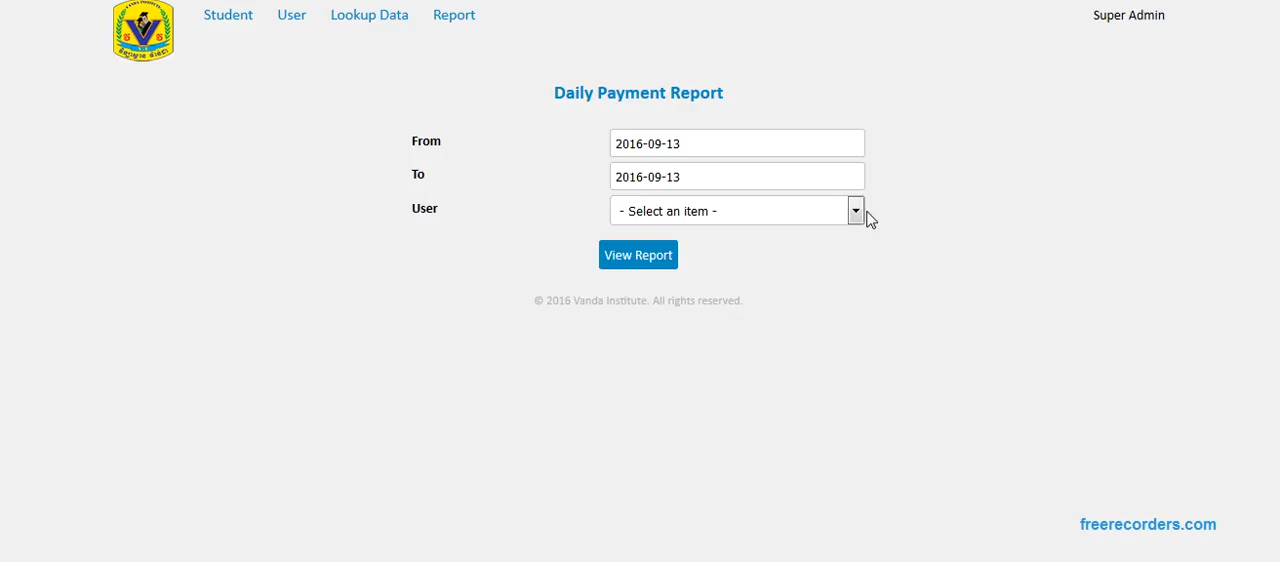 Student User Lookup Data Report Super Admin
Daily Payment Report
From 2016-09-13
To 2016-09-13
User - Select an item -
View Report
© 2016 Vanda Institute. All rights reserved.
freerecorders.com